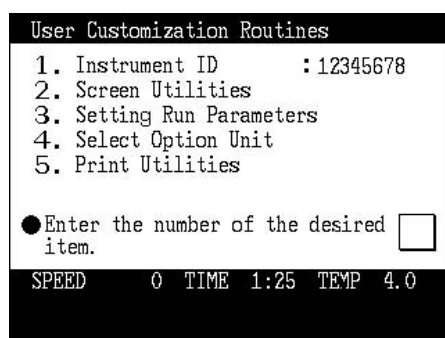 User Customization Routines
1. Instrument ID : 12345678
2. Screen Utilities
3. Setting Run Parameters
4. Select Option Unit
5. Print Utilities
●Enter the number of the desired
item.
SPEED 0 TIME 1:25 TEMP 4.0